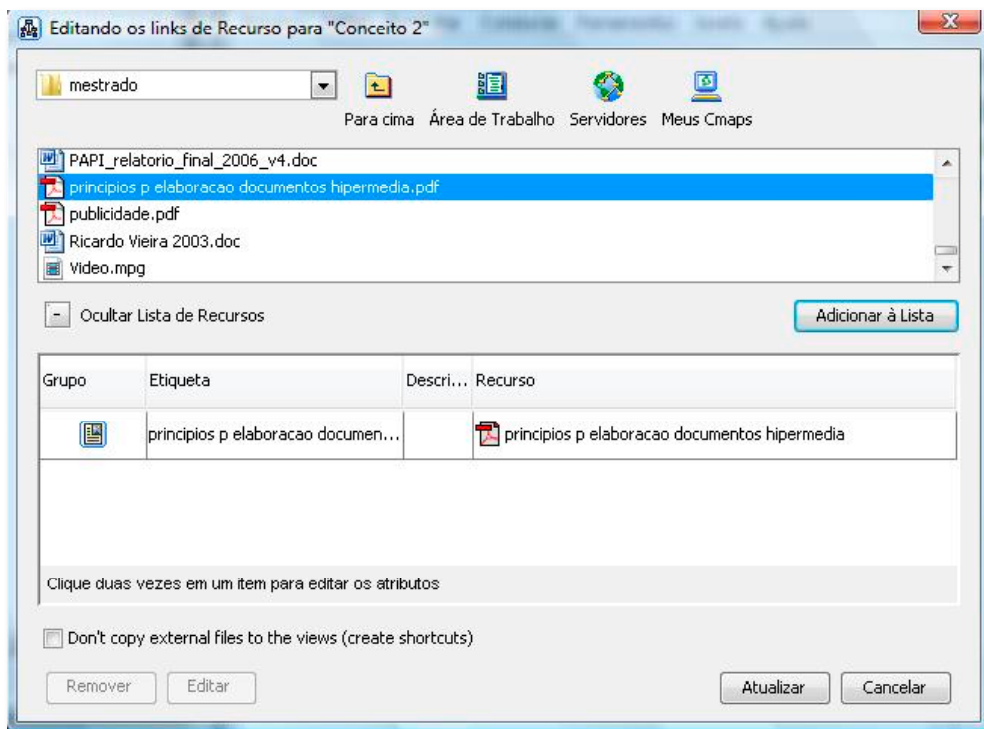 Editando os links de Recurso para "Conceito 2"
mestrado
Para cima Área de Trabalho Servidores Meus Cmaps
PAPI_relatorio_final_2006_v4.doc
principios p elaboracao documentos hipermedia.pdf
publicidade.pdf
Ricardo Vieira 2003.doc
Video.mpg
- Ocultar Lista de Recursos Adicionar à Lista
Grupo Etiqueta Descri... Recurso
principios p elaboracao documen... principios p elaboracao documentos hipermedia
Clique duas vezes em um item para editar os atributos
Don't copy external files to the views (create shortcuts)
Remover Editar Atualizar Cancelar